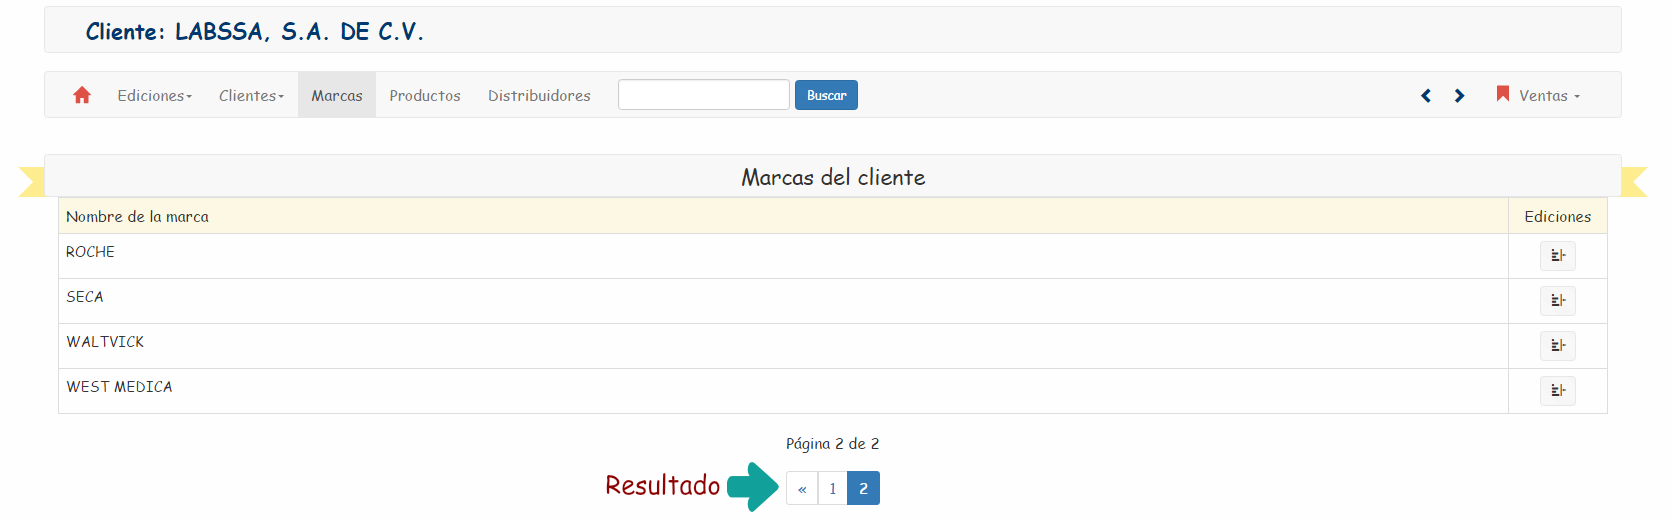 Cliente: LABSSA, S.A. DE C.V.
Ediciones Clientes Marcas Productos Distribuidores Buscar Ventas
Marcas del cliente
Nombre de la marca Ediciones
ROCHE
SECA
WALTVICK
WEST MEDICA
Página 2 de 2
Resultado « 1 2